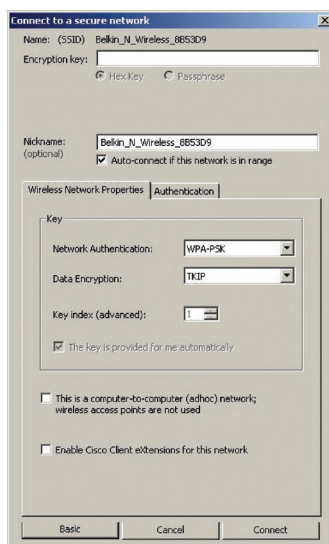 Connect to a secure network
Name: (SSID) Belkin_N_Wireless_8B53D9
Encryption key:
Hex Key Passphrase
Nickname: Belkin_N_Wireless_8B53D9
(optional)
Auto-connect if this network is in range
Wireless Network Properties Authentication
Key
Network Authentication: WPA-PSK
Data Encryption: TKIP
Key index (advanced): 1
The key is provided for me automatically
This is a computer-to-computer (adhoc) network;
wireless access points are not used
Enable Cisco Client eXtensions for this network
Basic Cancel Connect